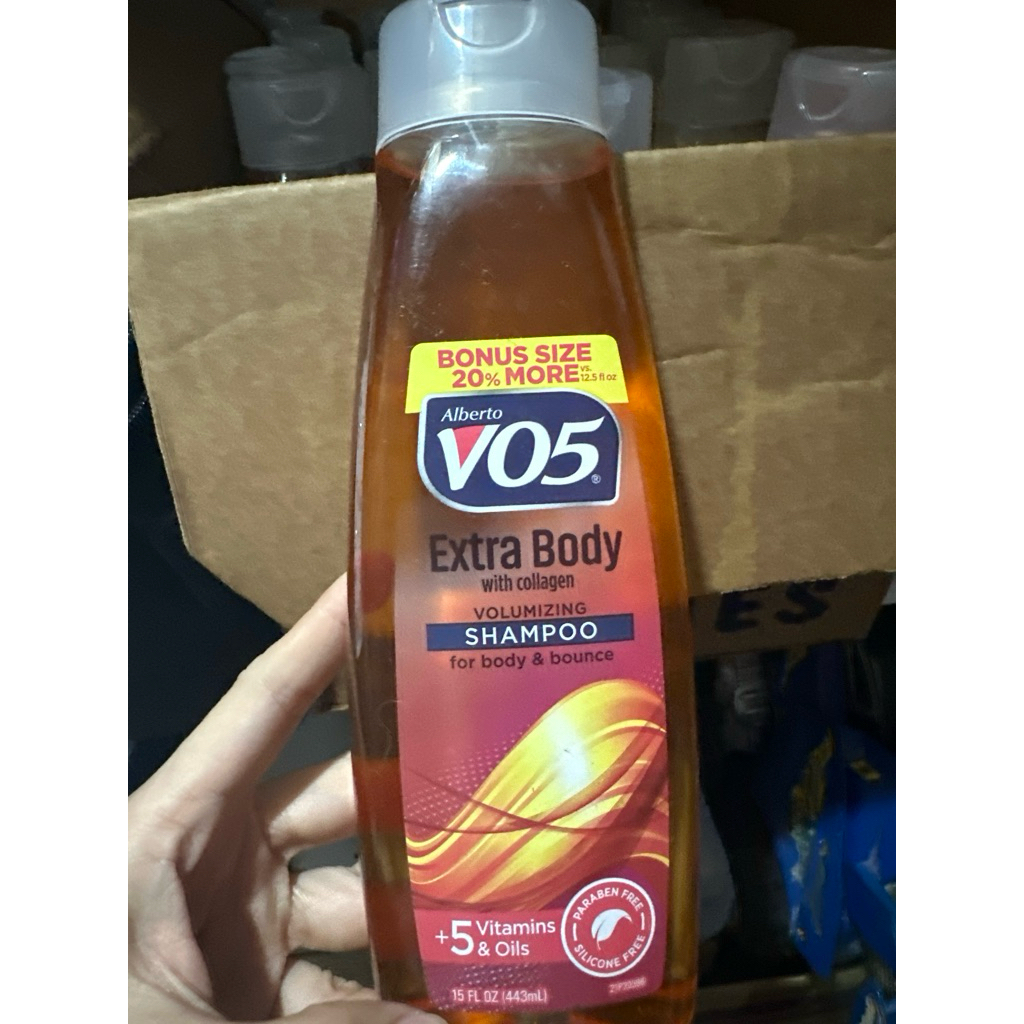 BONUS SIZE
20% MORE vs. 12.5 fl oz
Alberto
VO5®
Extra Body
with collagen
VOLUMIZING
SHAMPOO
for body & bounce
+5 Vitamins
& Oils
PARABEN FREE
SILICONE FREE
15 FL OZ (443mL)
ES